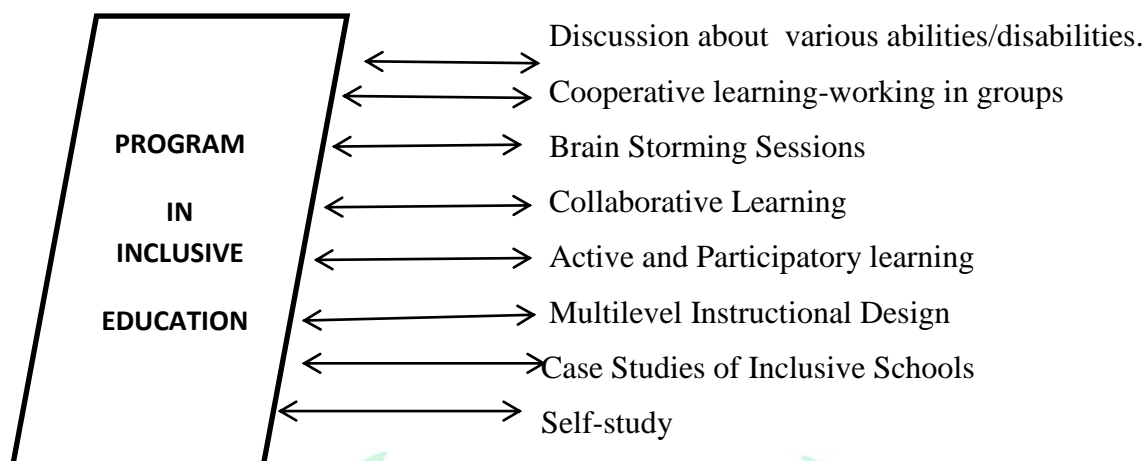 PROGRAM
IN
INCLUSIVE
EDUCATION
Discussion about various abilities/disabilities.
Cooperative learning-working in groups
Brain Storming Sessions
Collaborative Learning
Active and Participatory learning
Multilevel Instructional Design
Case Studies of Inclusive Schools
Self-study